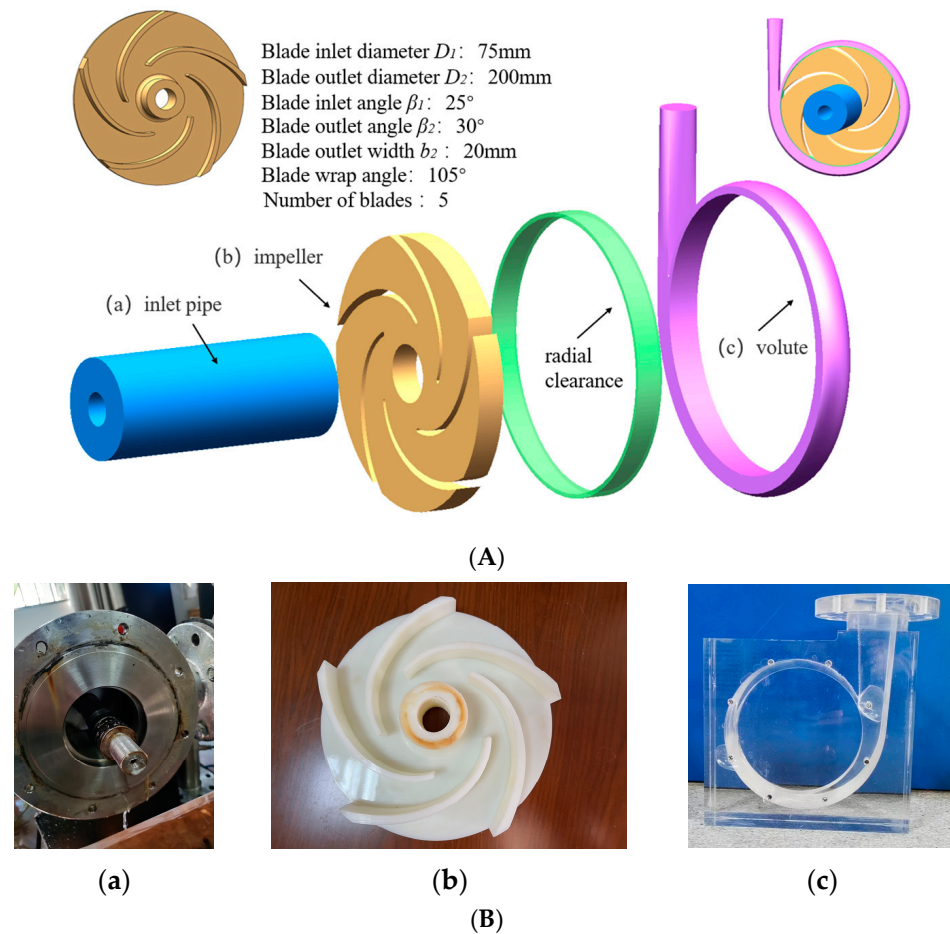 Blade inlet diameter D1: 75mm
Blade outlet diameter D2: 200mm
Blade inlet angle β1: 25°
Blade outlet angle β2: 30°
Blade outlet width b2: 20mm
Blade wrap angle: 105°
Number of blades : 5
(b) impeller
(a) inlet pipe
radial
clearance
(c) volute
(A)
(a)
(b)
(c)
(B)